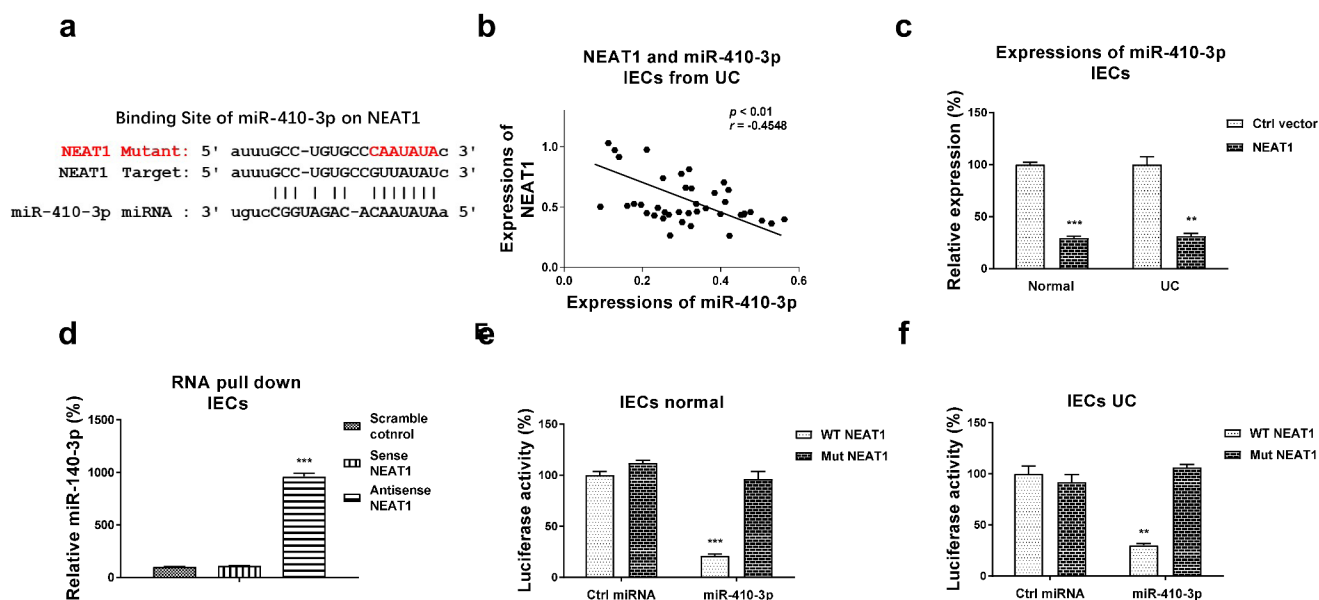 a
Binding Site of miR-410-3p on NEAT1
NEAT1 Mutant: 5' auuuGCC-UGUGCCCAAUAUAc 3'
NEAT1 Target: 5' auuuGCC-UGUGCCGUUAUAUc 3'
||| | || |||||||
miR-410-3p miRNA : 3' ugucCGGUAGAC-ACAAUAUAa 5'
b
NEAT1 and miR-410-3p
IECs from UC
p < 0.01
r = -0.4548
Expressions of
NEAT1
1.0
0.5
0.0
0.0 0.2 0.4 0.6
Expressions of miR-410-3p
c
Expressions of miR-410-3p
IECs
Relative expression (%)
150
100
50
0
*** **
Normal UC
Ctrl vector
NEAT1
d
RNA pull down
IECs
Relative miR-140-3p (%)
1500
1000
500
0
***
Scramble
cotnrol
Sense
NEAT1
Antisense
NEAT1
E
e
IECs normal
Luciferase activity (%)
150
100
50
0
***
Ctrl miRNA miR-410-3p
WT NEAT1
Mut NEAT1
f
IECs UC
Luciferase activity (%)
150
100
50
0
**
Ctrl miRNA miR-410-3p
WT NEAT1
Mut NEAT1